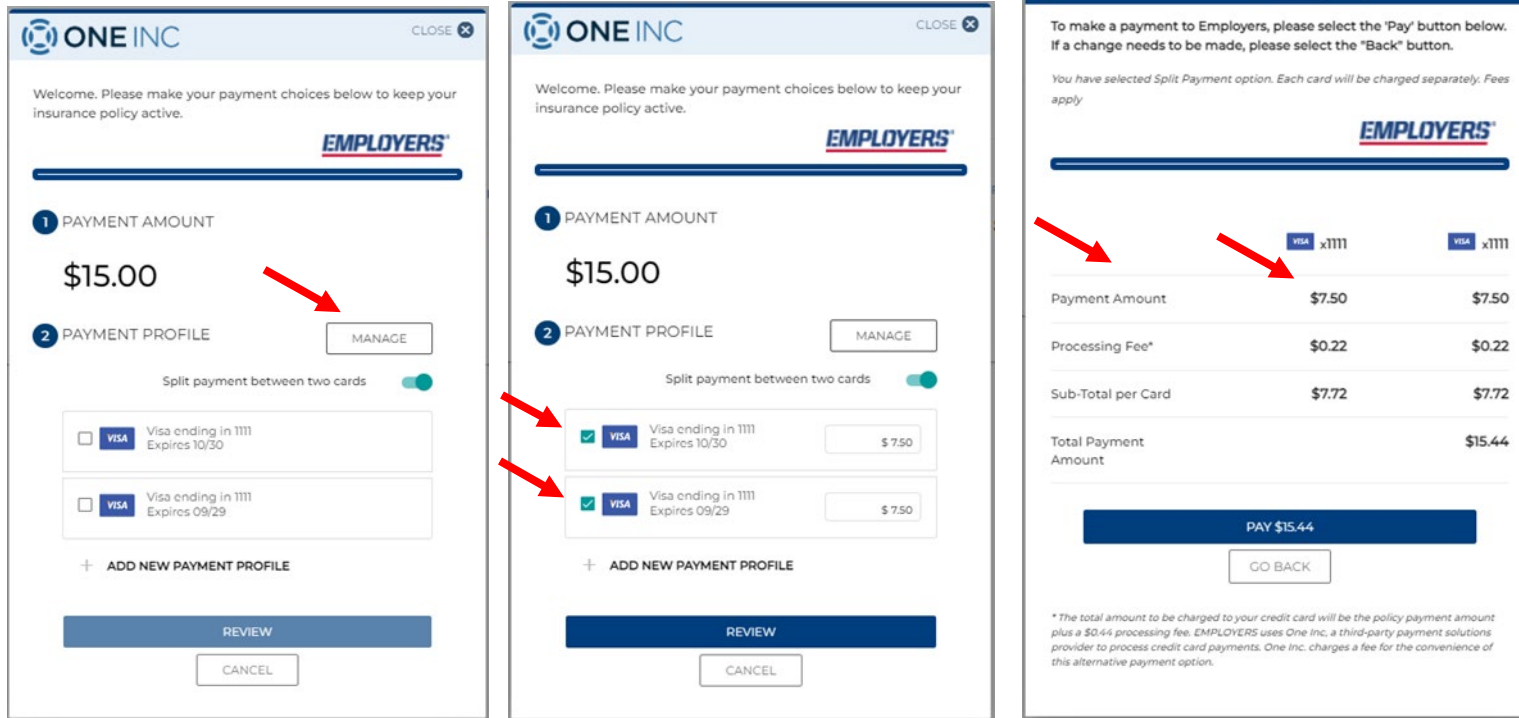 ONE INC
CLOSE
Welcome. Please make your payment choices below to keep your
insurance policy active.
EMPLOYERS®
1 PAYMENT AMOUNT
$15.00
2 PAYMENT PROFILE
MANAGE
Split payment between two cards
VISA
Visa ending in 1111
Expires 10/30
VISA
Visa ending in 1111
Expires 09/29
+ ADD NEW PAYMENT PROFILE
REVIEW
CANCEL
ONE INC
CLOSE
Welcome. Please make your payment choices below to keep your
insurance policy active.
EMPLOYERS®
1 PAYMENT AMOUNT
$15.00
2 PAYMENT PROFILE
MANAGE
Split payment between two cards
VISA
Visa ending in 1111
Expires 10/30
$ 7.50
VISA
Visa ending in 1111
Expires 09/29
$ 7.50
+ ADD NEW PAYMENT PROFILE
REVIEW
CANCEL
To make a payment to Employers, please select the 'Pay' button below.
If a change needs to be made, please select the "Back" button.
You have selected Split Payment option. Each card will be charged separately. Fees
apply
EMPLOYERS®
VISA x1111 VISA x1111
Payment Amount $7.50 $7.50
Processing Fee* $0.22 $0.22
Sub-Total per Card $7.72 $7.72
Total Payment $15.44
Amount
PAY $15.44
GO BACK
* The total amount to be charged to your credit card will be the policy payment amount
plus a $0.44 processing fee. EMPLOYERS uses One Inc, a third-party payment solutions
provider to process credit card payments. One Inc. charges a fee for the convenience of
this alternative payment option.